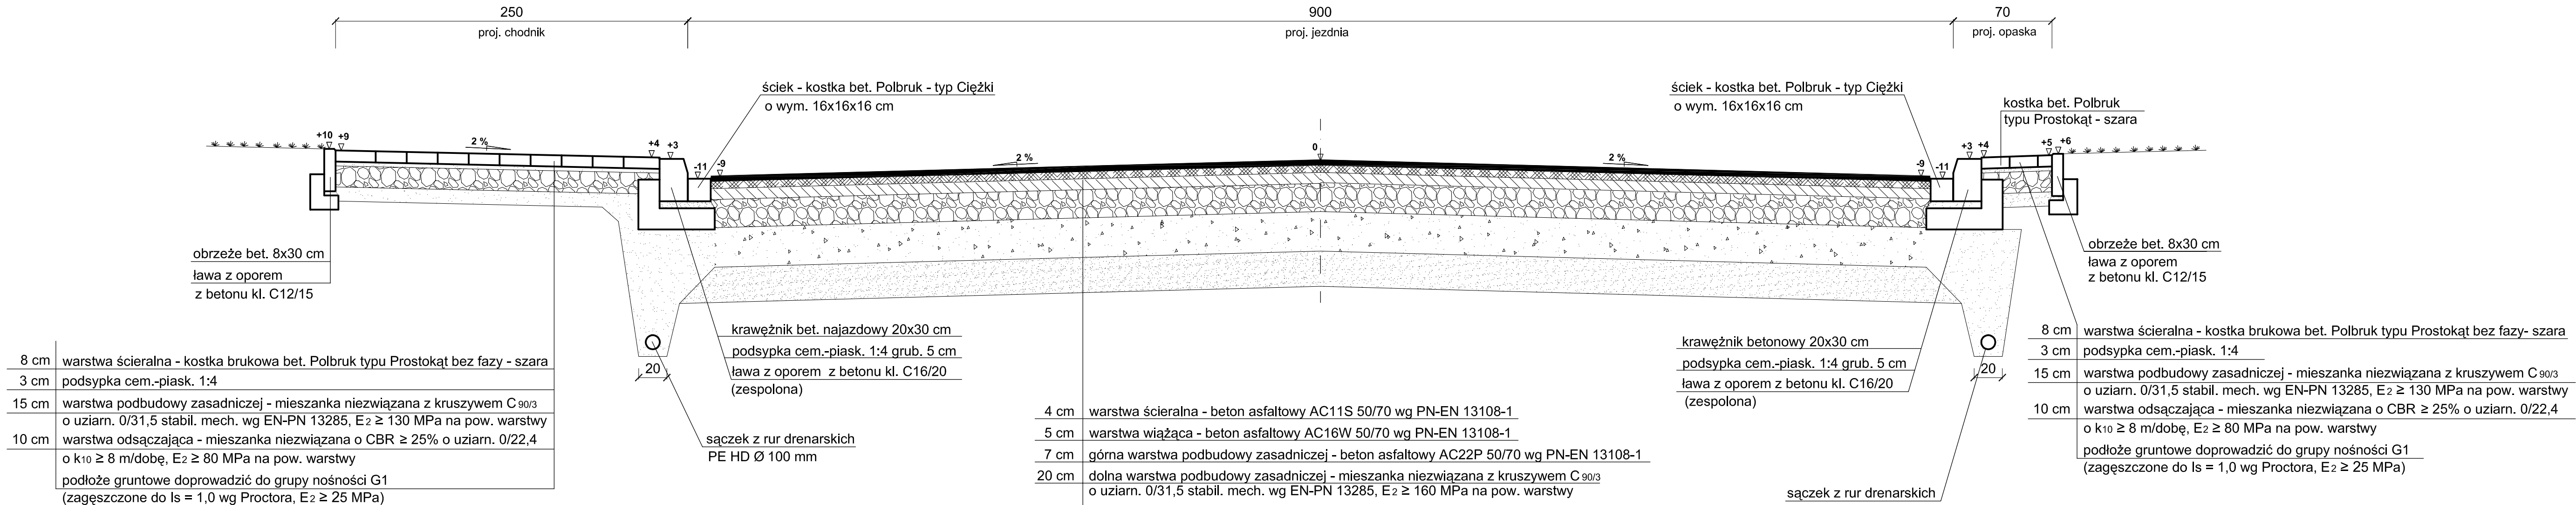 250
900
70
proj. chodnik
proj. jezdnia
proj. opaska
ściek - kostka bet. Polbruk - typ Ciężki
o wym. 16x16x16 cm
ściek - kostka bet. Polbruk - typ Ciężki
o wym. 16x16x16 cm
kostka bet. Polbruk
typu Prostokąt - szara
+10
+9
2 %
+4
+3
-11
-9
2 %
0
2 %
-9
-11
+3
+4
+5
+6
obrzeże bet. 8x30 cm
ława z oporem
z betonu kl. C12/15
obrzeże bet. 8x30 cm
ława z oporem
z betonu kl. C12/15
krawężnik bet. najazdowy 20x30 cm
podsypka cem.-piask. 1:4 grub. 5 cm
ława z oporem z betonu kl. C16/20
(zespolona)
krawężnik betonowy 20x30 cm
podsypka cem.-piask. 1:4 grub. 5 cm
ława z oporem z betonu kl. C16/20
(zespolona)
20
20
8 cm warstwa ścieralna - kostka brukowa bet. Polbruk typu Prostokąt bez fazy - szara
3 cm podsypka cem.-piask. 1:4
15 cm warstwa podbudowy zasadniczej - mieszanka niezwiązana z kruszywem C 90/3
o uziarn. 0/31,5 stabil. mech. wg EN-PN 13285, E2 ≥ 130 MPa na pow. warstwy
10 cm warstwa odsączająca - mieszanka niezwiązana o CBR ≥ 25% o uziarn. 0/22,4
o k10 ≥ 8 m/dobę, E2 ≥ 80 MPa na pow. warstwy
podłoże gruntowe doprowadzić do grupy nośności G1
(zagęszczone do Is = 1,0 wg Proctora, E2 ≥ 25 MPa)
sączek z rur drenarskich
PE HD Ø 100 mm
4 cm warstwa ścieralna - beton asfaltowy AC11S 50/70 wg PN-EN 13108-1
5 cm warstwa wiążąca - beton asfaltowy AC16W 50/70 wg PN-EN 13108-1
7 cm górna warstwa podbudowy zasadniczej - beton asfaltowy AC22P 50/70 wg PN-EN 13108-1
20 cm dolna warstwa podbudowy zasadniczej - mieszanka niezwiązana z kruszywem C 90/3
o uziarn. 0/31,5 stabil. mech. wg EN-PN 13285, E2 ≥ 160 MPa na pow. warstwy
sączek z rur drenarskich
8 cm warstwa ścieralna - kostka brukowa bet. Polbruk typu Prostokąt bez fazy- szara
3 cm podsypka cem.-piask. 1:4
15 cm warstwa podbudowy zasadniczej - mieszanka niezwiązana z kruszywem C 90/3
o uziarn. 0/31,5 stabil. mech. wg EN-PN 13285, E2 ≥ 130 MPa na pow. warstwy
10 cm warstwa odsączająca - mieszanka niezwiązana o CBR ≥ 25% o uziarn. 0/22,4
o k10 ≥ 8 m/dobę, E2 ≥ 80 MPa na pow. warstwy
podłoże gruntowe doprowadzić do grupy nośności G1
(zagęszczone do Is = 1,0 wg Proctora, E2 ≥ 25 MPa)